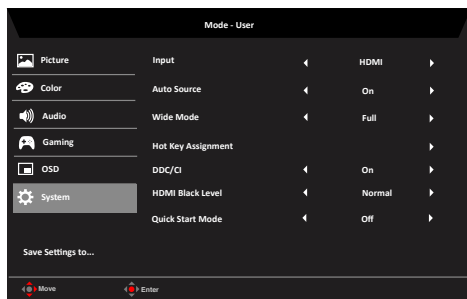 Mode - User
Picture
Color
Audio
Gaming
OSD
System
Save Settings to...
Input HDMI
Auto Source On
Wide Mode Full
Hot Key Assignment
DDC/CI On
HDMI Black Level Normal
Quick Start Mode Off
Move Enter